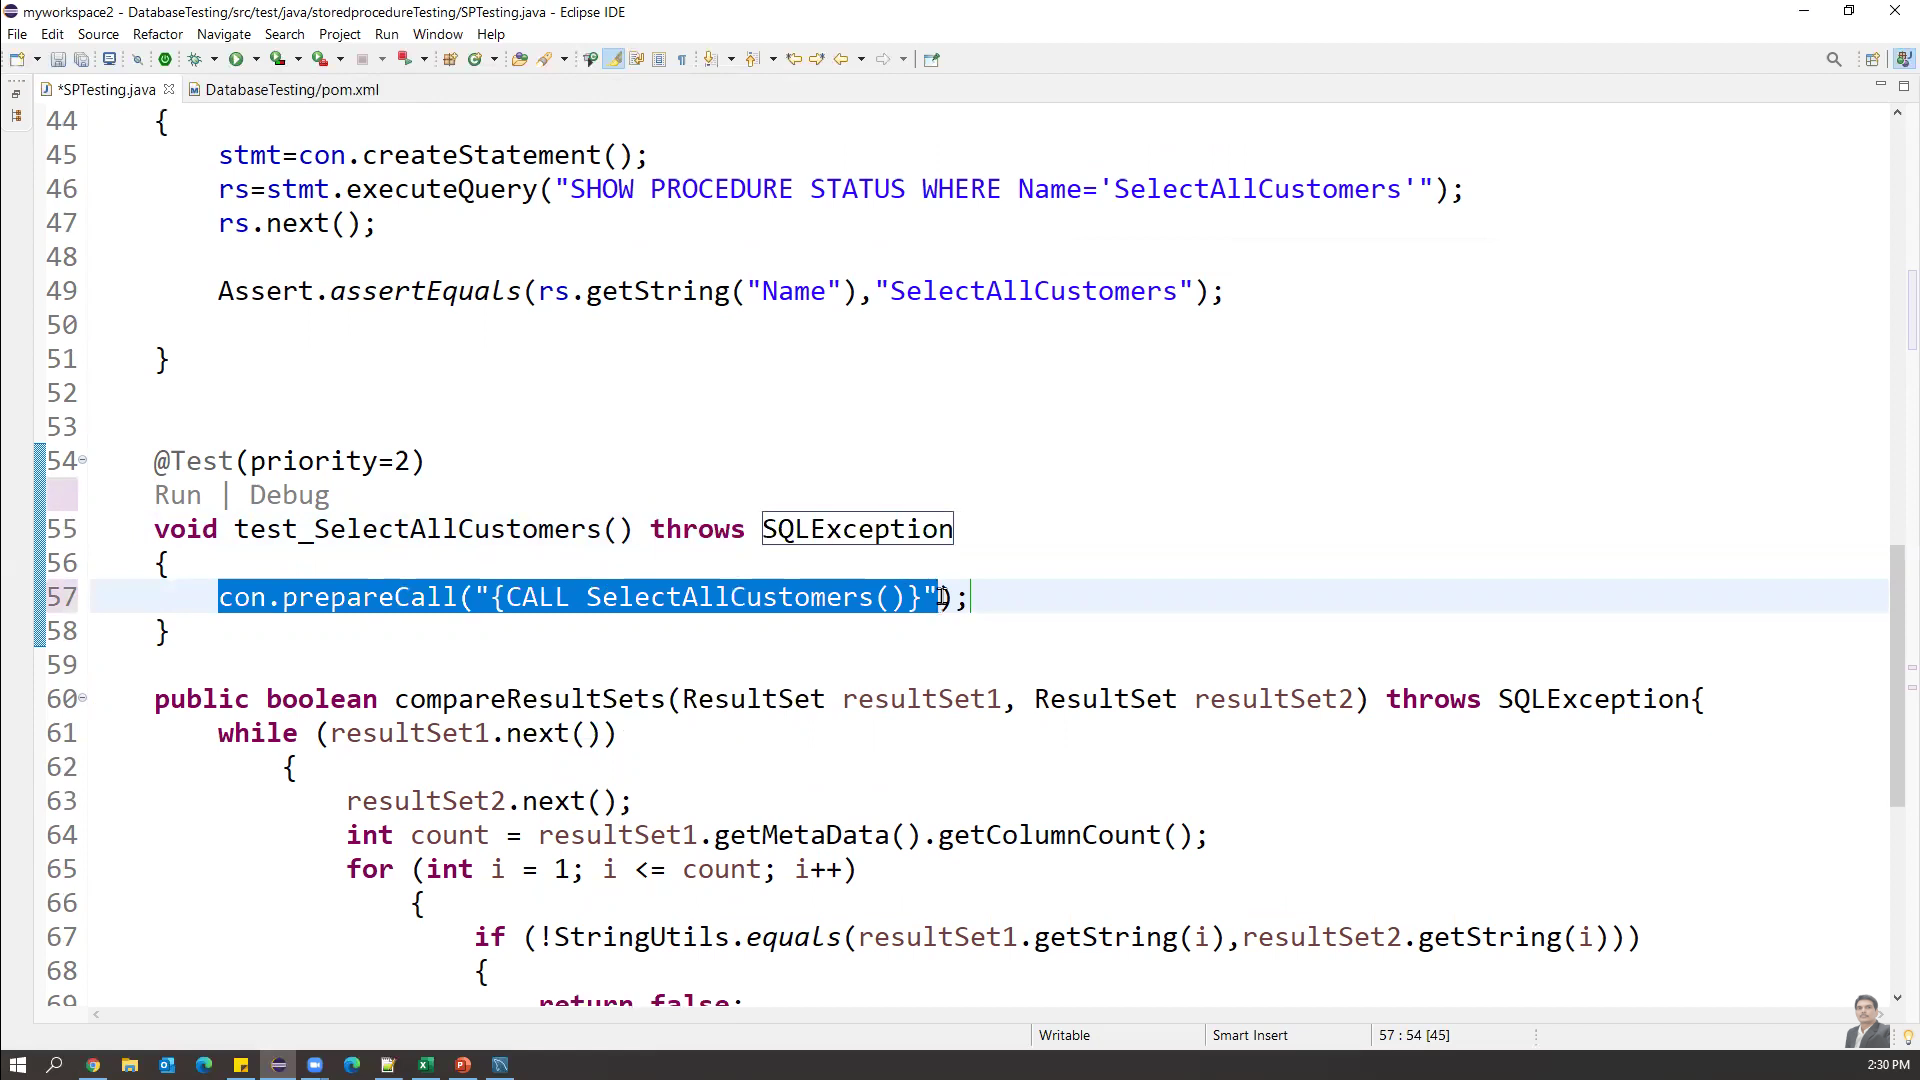 myworkspace2 - DatabaseTesting/src/test/java/storedprocedureTesting/SPTesting.java - Eclipse IDE
File Edit Source Refactor Navigate Search Project Run Window Help
*SPTesting.java DatabaseTesting/pom.xml
44 {
45 stmt=con.createStatement();
46 rs=stmt.executeQuery("SHOW PROCEDURE STATUS WHERE Name='SelectAllCustomers'");
47 rs.next();
48
49 Assert.assertEquals(rs.getString("Name"),"SelectAllCustomers");
50
51 }
52
53
54 @Test(priority=2)
Run | Debug
55 void test_SelectAllCustomers() throws SQLException
56 {
57 con.prepareCall("{CALL SelectAllCustomers()}");
58 }
59
60 public boolean compareResultSets(ResultSet resultSet1, ResultSet resultSet2) throws SQLException{
61 while (resultSet1.next())
62 {
63 resultSet2.next();
64 int count = resultSet1.getMetaData().getColumnCount();
65 for (int i = 1; i <= count; i++)
66 {
67 if (!StringUtils.equals(resultSet1.getString(i),resultSet2.getString(i)))
68 {
69 return false;
Writable Smart Insert 57 : 54 [45]
2:30 PM